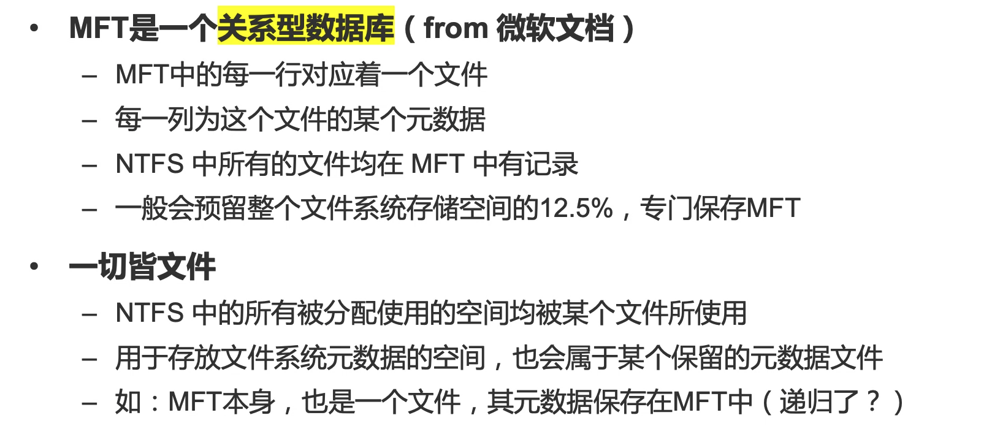 • MFT是一个关系型数据库（from 微软文档）
– MFT中的每一行对应着一个文件
– 每一列为这个文件的某个元数据
– NTFS 中所有的文件均在 MFT 中有记录
– 一般会预留整个文件系统存储空间的12.5%，专门保存MFT
• 一切皆文件
– NTFS 中的所有被分配使用的空间均被某个文件所使用
– 用于存放文件系统元数据的空间，也会属于某个保留的元数据文件
– 如：MFT本身，也是一个文件，其元数据保存在MFT中（递归了？）